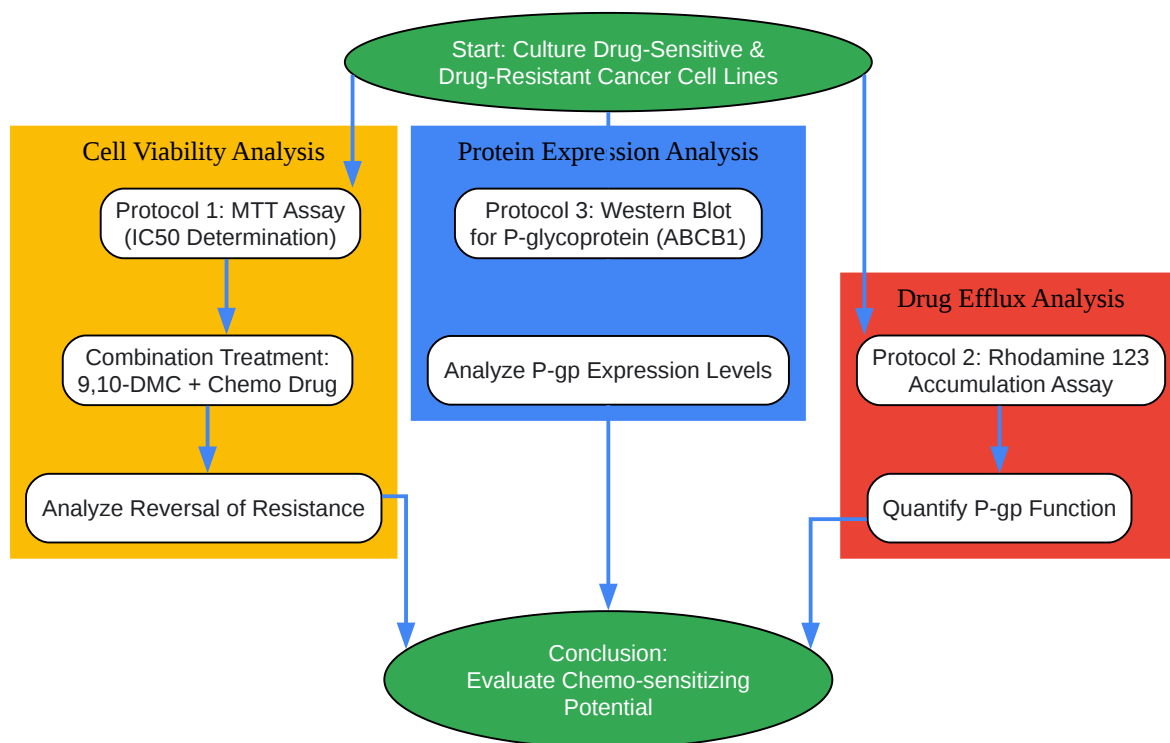 Start: Culture Drug-Sensitive &
Drug-Resistant Cancer Cell Lines
Cell Viability Analysis
Protocol 1: MTT Assay
(IC50 Determination)
Combination Treatment:
9,10-DMC + Chemo Drug
Analyze Reversal of Resistance
Protein Expression Analysis
Protocol 3: Western Blot
for P-glycoprotein (ABCB1)
Analyze P-gp Expression Levels
Drug Efflux Analysis
Protocol 2: Rhodamine 123
Accumulation Assay
Quantify P-gp Function
Conclusion:
Evaluate Chemo-sensitizing
Potential